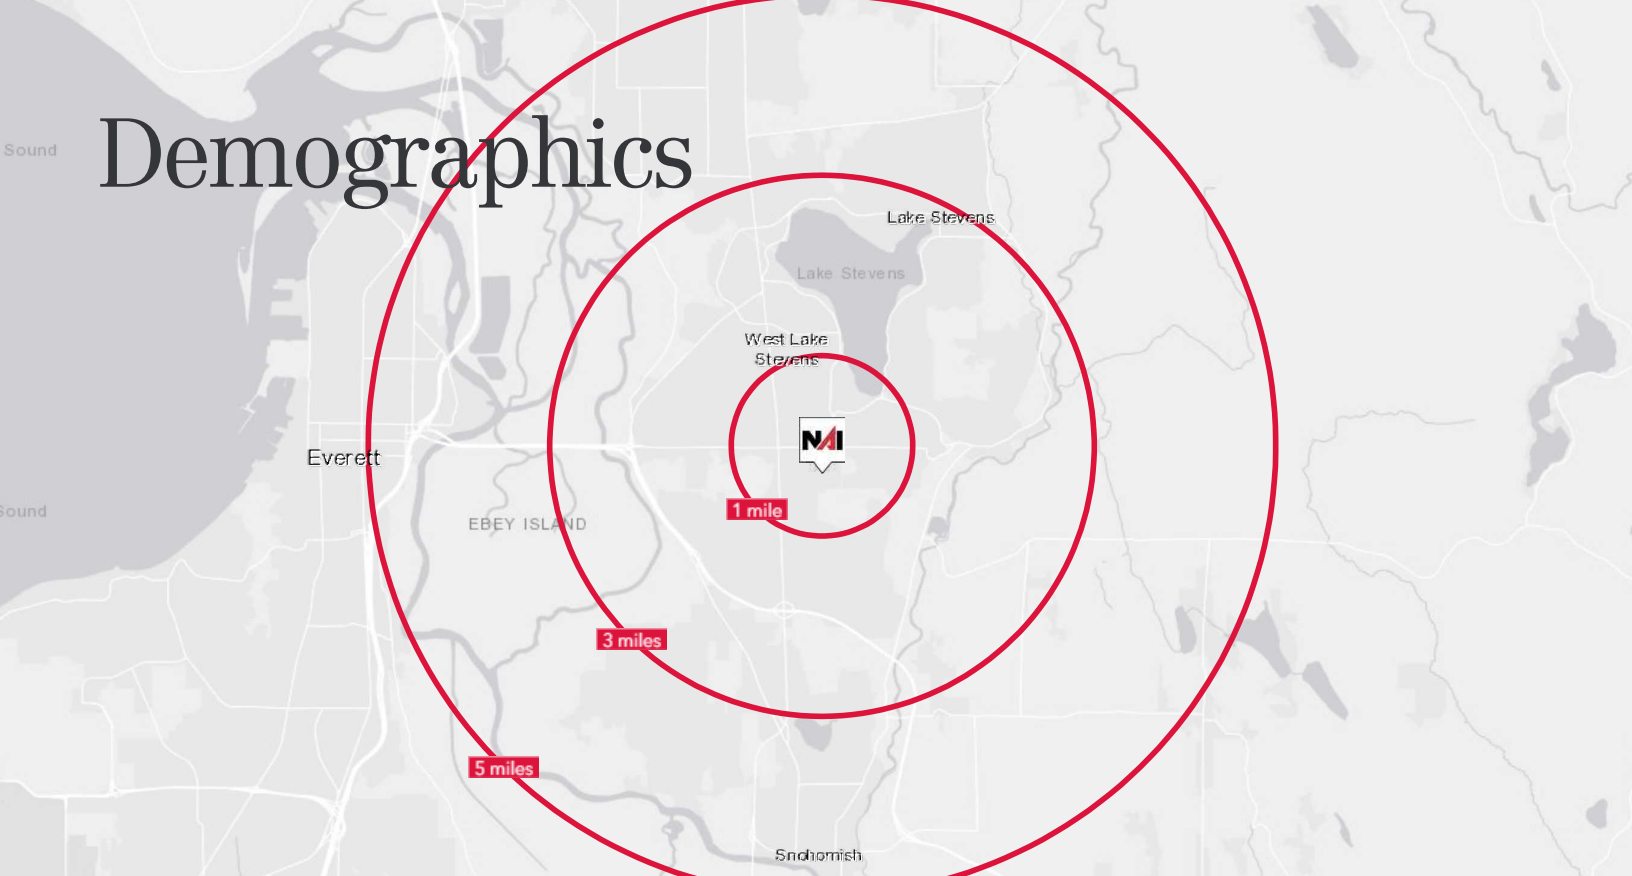 Demographics
Sound
Lake Stevens
Lake Stevens
West Lake
Stevens
NAI
Everett
1 mile
Sound
EBEY ISLAND
3 miles
5 miles
Snohomish